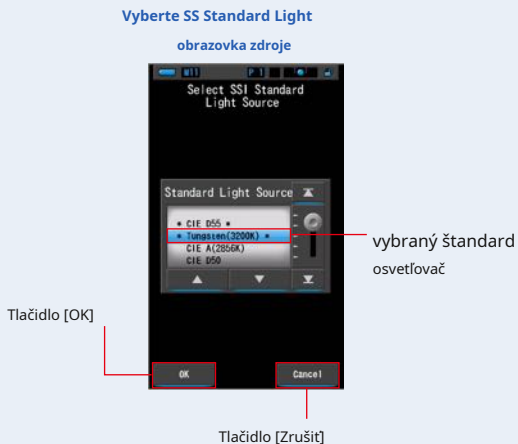 Vyberte SS Standard Light
obrazovka zdroje
P 1
Select SSI Standard
Light Source
Standard Light Source
* CIE D55 *
* Tungsten(3200K) *
CIE A(2856K)
CIE D50
vybraný štandard
osvetľovač
Tlačidlo [OK]
OK
Cancel
Tlačidlo [Zrušiť]